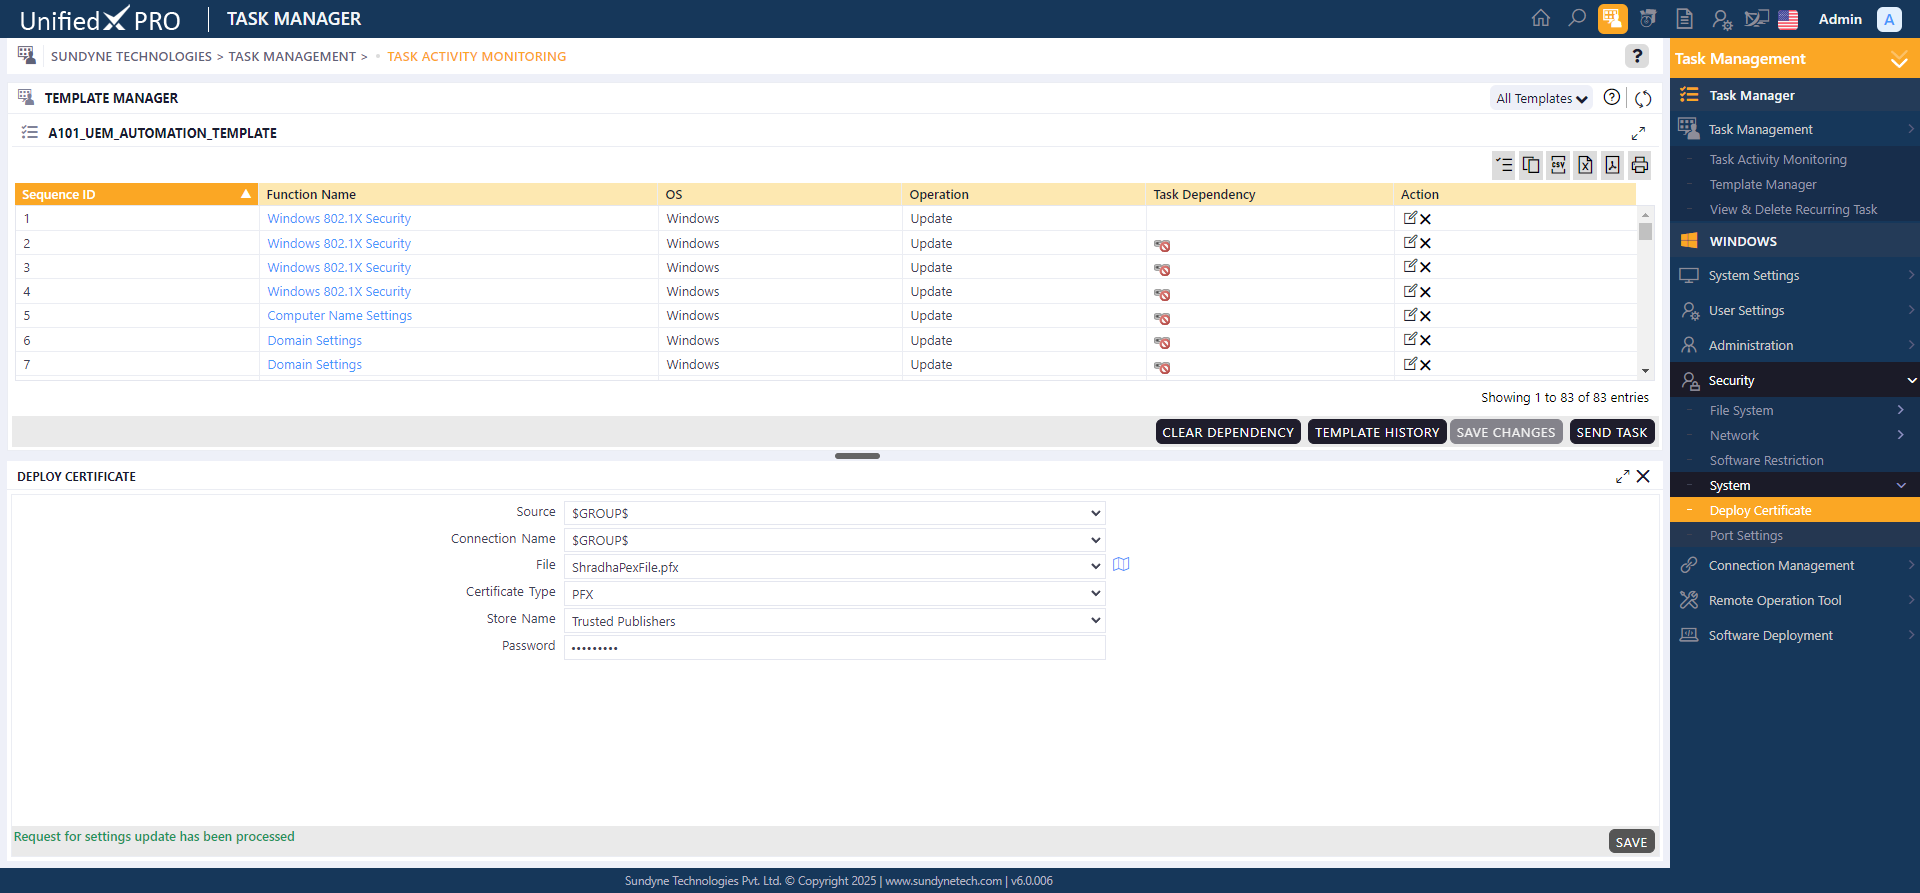 UnifiedX PRO TASK MANAGER Admin A
SUNDYNE TECHNOLOGIES > TASK MANAGEMENT > • TASK ACTIVITY MONITORING ?
TEMPLATE MANAGER All Templates ?
A101_UEM_AUTOMATION_TEMPLATE
CSV
Sequence ID Function Name OS Operation Task Dependency Action
1 Windows 802.1X Security Windows Update
2 Windows 802.1X Security Windows Update
3 Windows 802.1X Security Windows Update
4 Windows 802.1X Security Windows Update
5 Computer Name Settings Windows Update
6 Domain Settings Windows Update
7 Domain Settings Windows Update
Showing 1 to 83 of 83 entries
CLEAR DEPENDENCY TEMPLATE HISTORY SAVE CHANGES SEND TASK
DEPLOY CERTIFICATE
Source $GROUP$
Connection Name $GROUP$
File ShradhaPexFile.pfx
Certificate Type PFX
Store Name Trusted Publishers
Password •••••••••
Request for settings update has been processed
SAVE
Task Management
Task Manager
Task Management
Task Activity Monitoring
Template Manager
View & Delete Recurring Task
WINDOWS
System Settings
User Settings
Administration
Security
File System
Network
Software Restriction
System
Deploy Certificate
Port Settings
Connection Management
Remote Operation Tool
Software Deployment
Sundyne Technologies Pvt. Ltd. © Copyright 2025 | www.sundynetech.com | v6.0.006